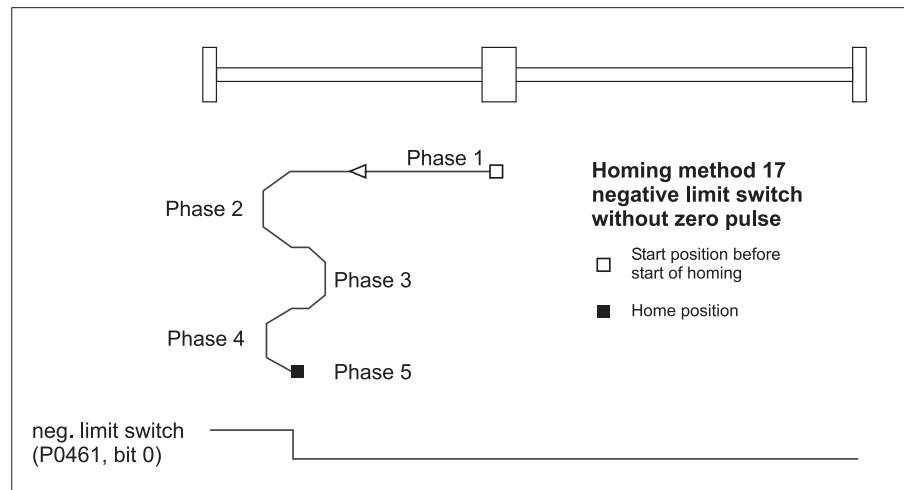 Phase 1
Phase 2
Phase 3
Phase 4
Phase 5
Homing method 17
negative limit switch
without zero pulse
Start position before
start of homing
Home position
neg. limit switch
(P0461, bit 0)